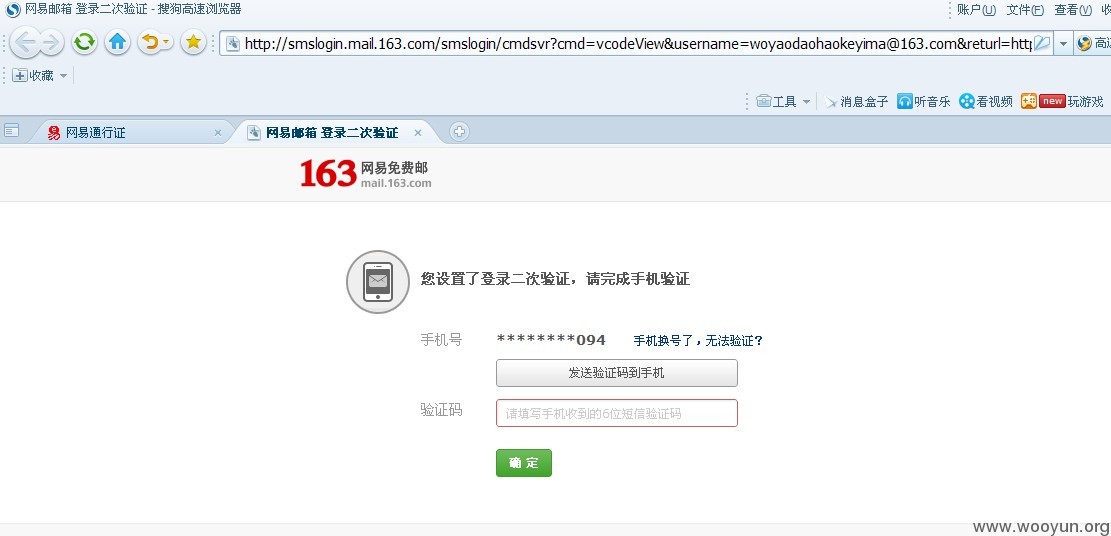 网易邮箱 登录二次验证 - 搜狗高速浏览器
账户(U) 文件(F) 查看(V)
http://smslogin.mail.163.com/smslogin/cmdsvr?cmd=vcodeView&username=woyaodaohaokeyima@163.com&returl=http
收藏
工具 消息盒子 听音乐 看视频 new 玩游戏
网易通行证 网易邮箱 登录二次验证
163 网易免费邮
mail.163.com
您设置了登录二次验证，请完成手机验证
手机号 ********094 手机换号了，无法验证?
发送验证码到手机
验证码 请填写手机收到的6位短信验证码
确 定
www.wooyun.org